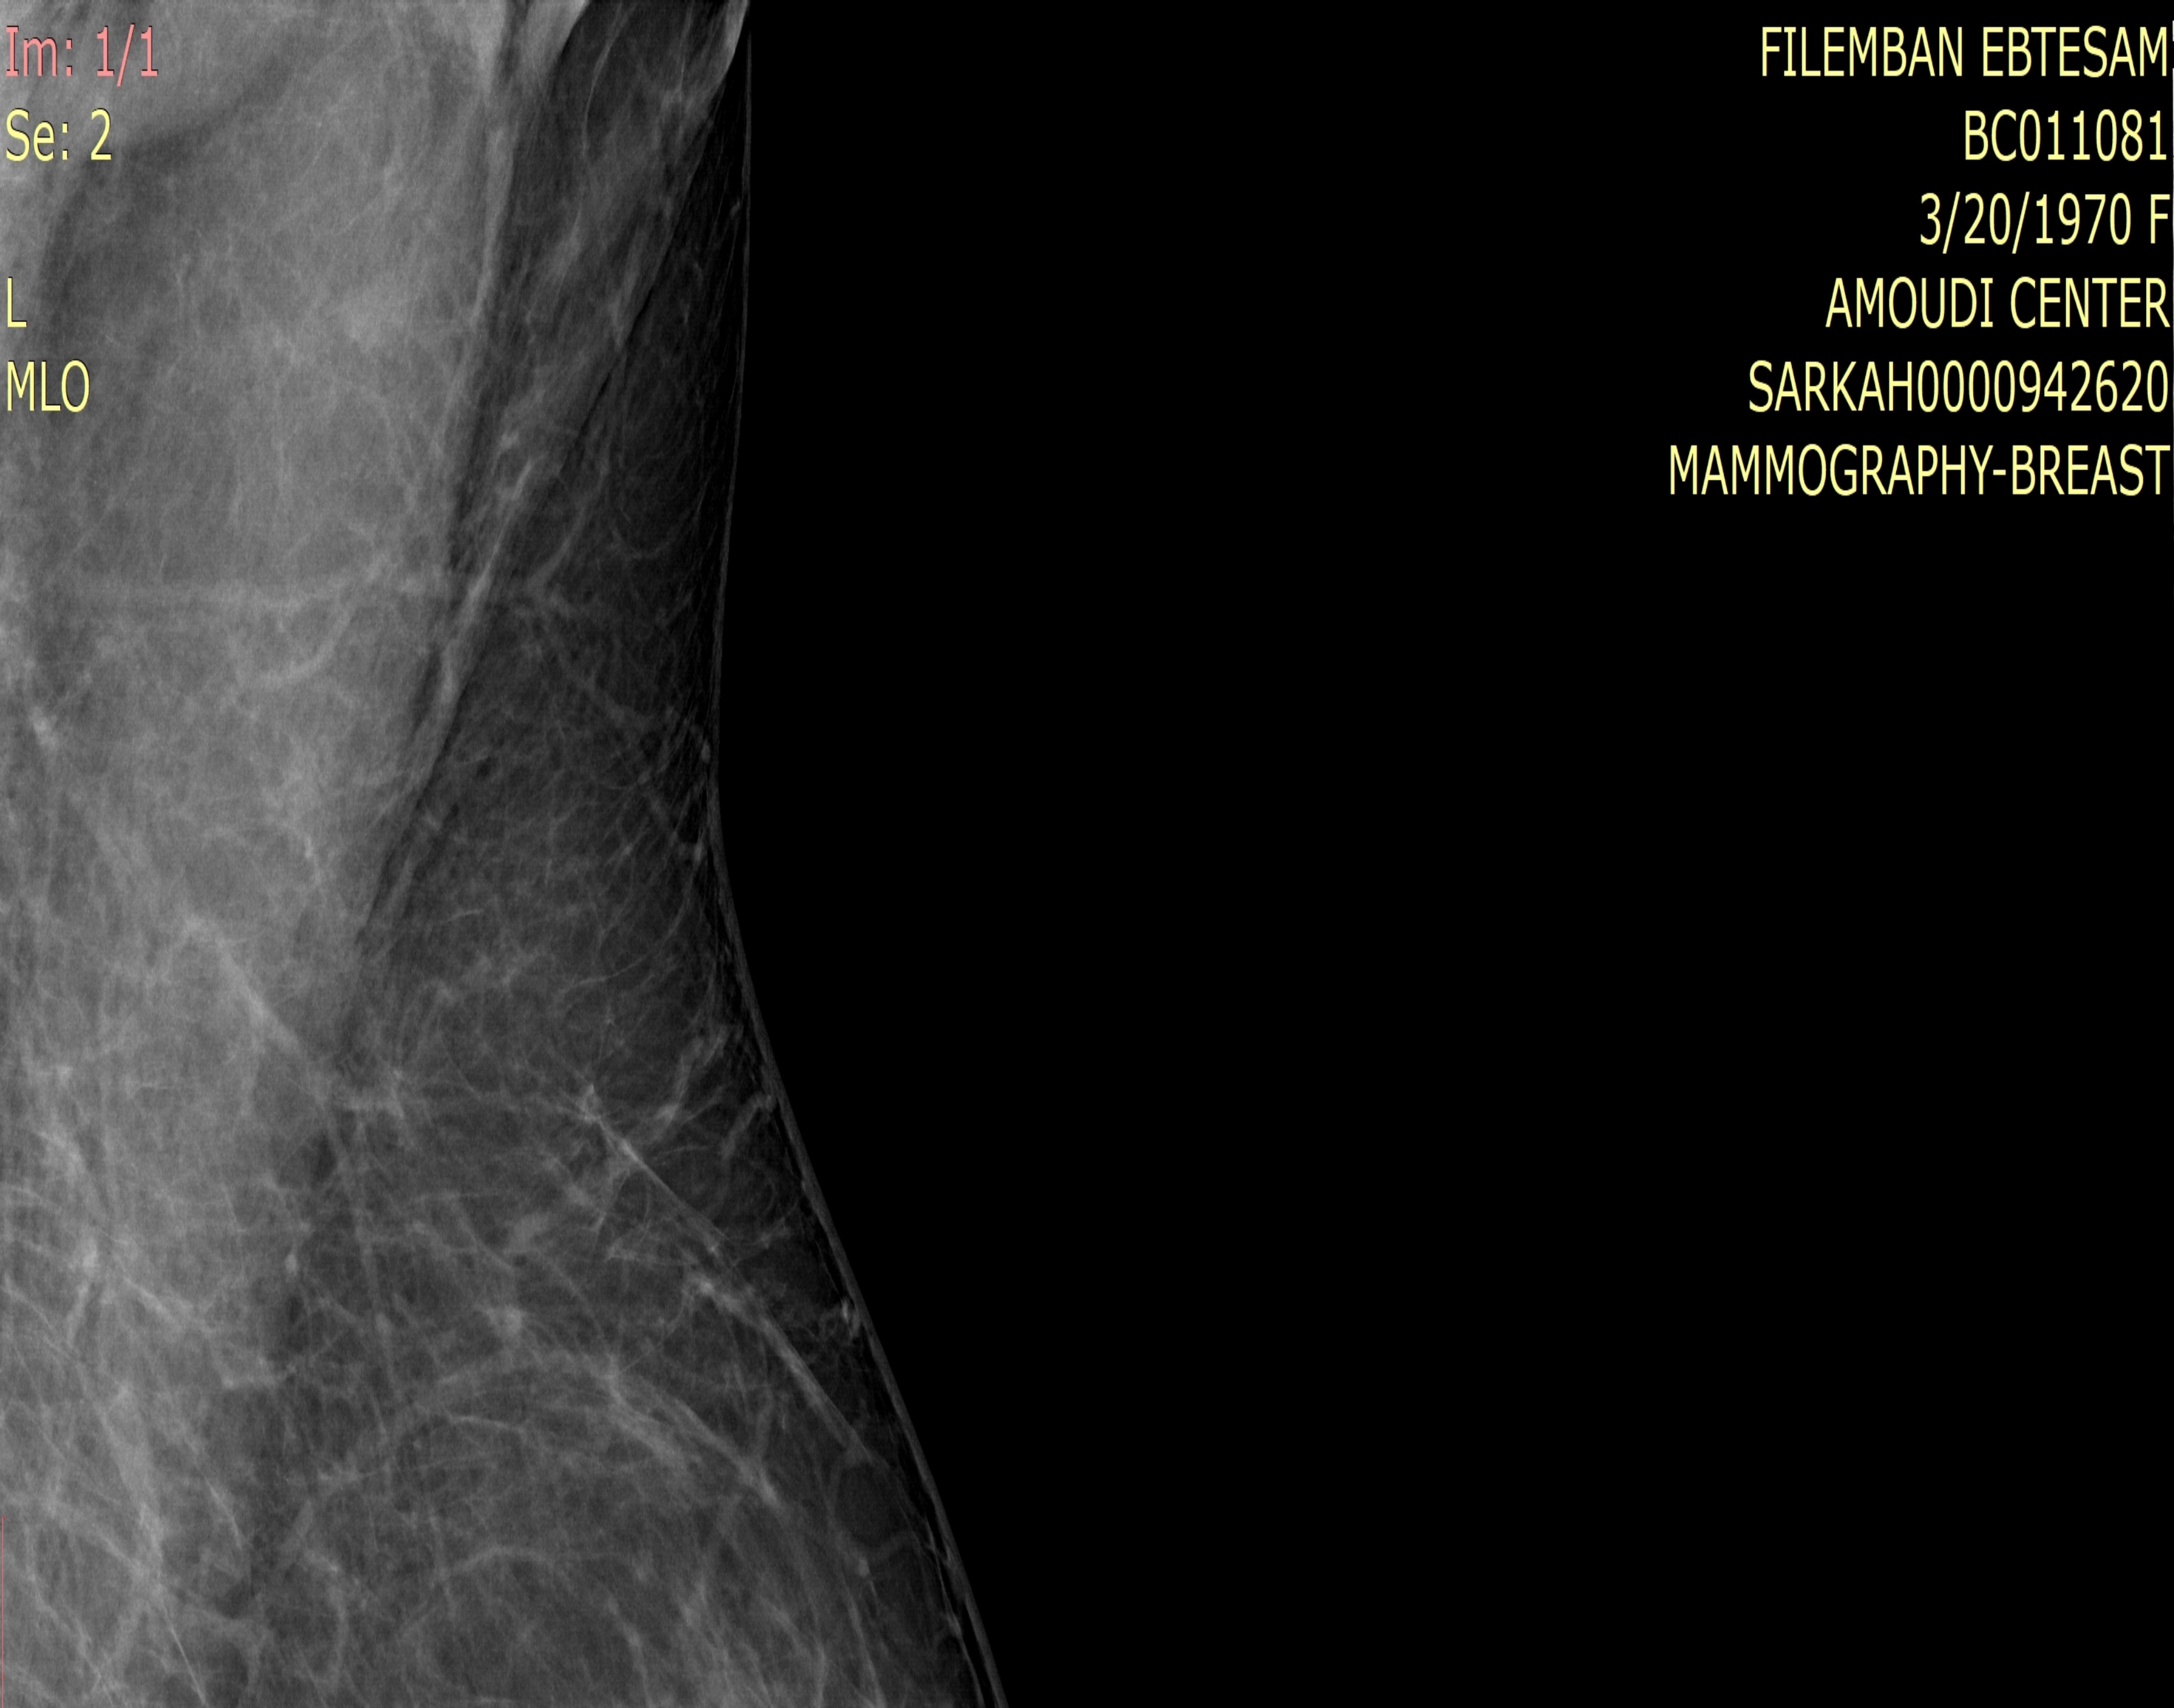 Im: 1/1
Se: 2
L
MLO
FILEMBAN EBTESAM
BC011081
3/20/1970 F
AMOUDI CENTER
SARKAH0000942620
MAMMOGRAPHY-BREAST